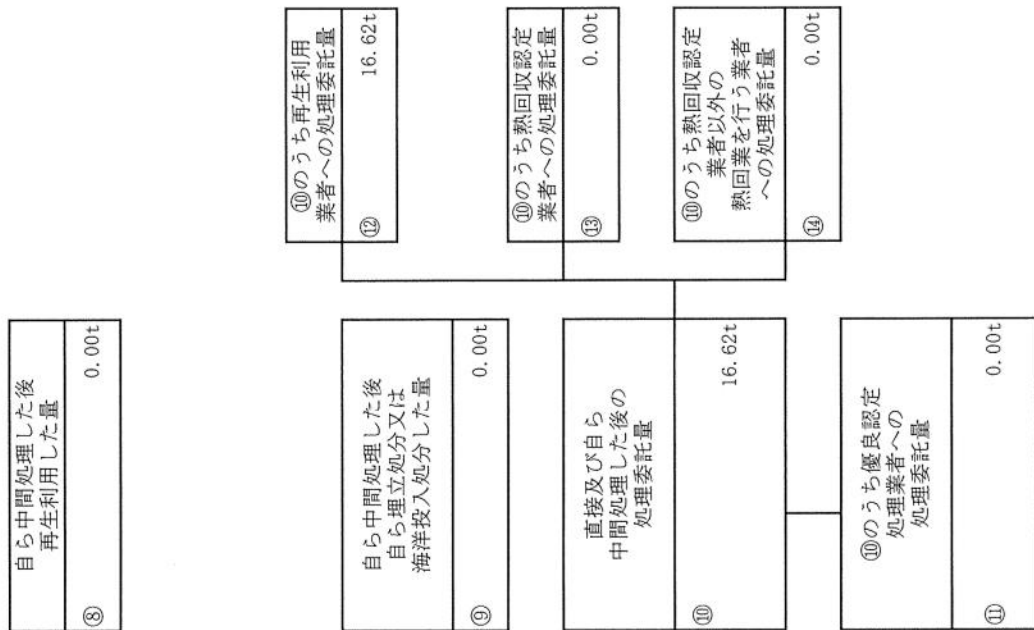 自ら中間処理した後
再生利用した量
⑧ 0.00t
自ら中間処理した後
自ら埋立処分又は
海洋投入処分した量
⑨ 0.00t
直接及び自ら
中間処理した後の
処理委託量
⑩ 16.62t
⑩のうち優良認定
処理業者への
処理委託量
⑪ 0.00t
⑩のうち再生利用
業者への処理委託量
⑫ 16.62t
⑩のうち熱回収認定
業者への処理委託量
⑬ 0.00t
⑩のうち熱回収認定
業者以外の
熱回業を行う業者
への処理委託量
⑭ 0.00t